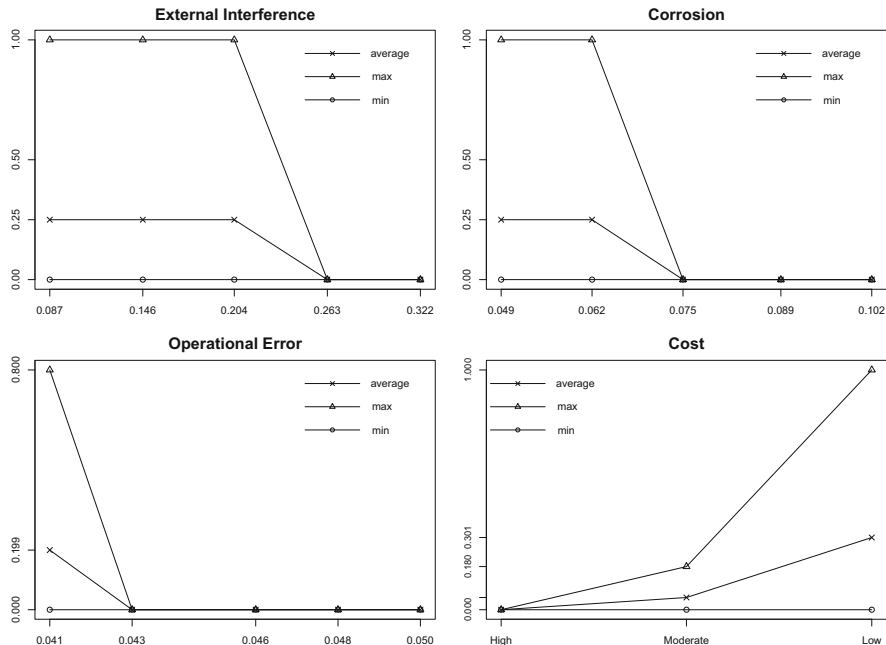 External Interference
1.00
0.50
0.25
0.00
average
max
min
0.087 0.146 0.204 0.263 0.322
Corrosion
1.00
0.50
0.25
0.00
average
max
min
0.049 0.062 0.075 0.089 0.102
Operational Error
0.800
0.199
0.000
average
max
min
0.041 0.043 0.046 0.048 0.050
Cost
1.000
0.301
0.180
0.000
average
max
min
High Moderate Low